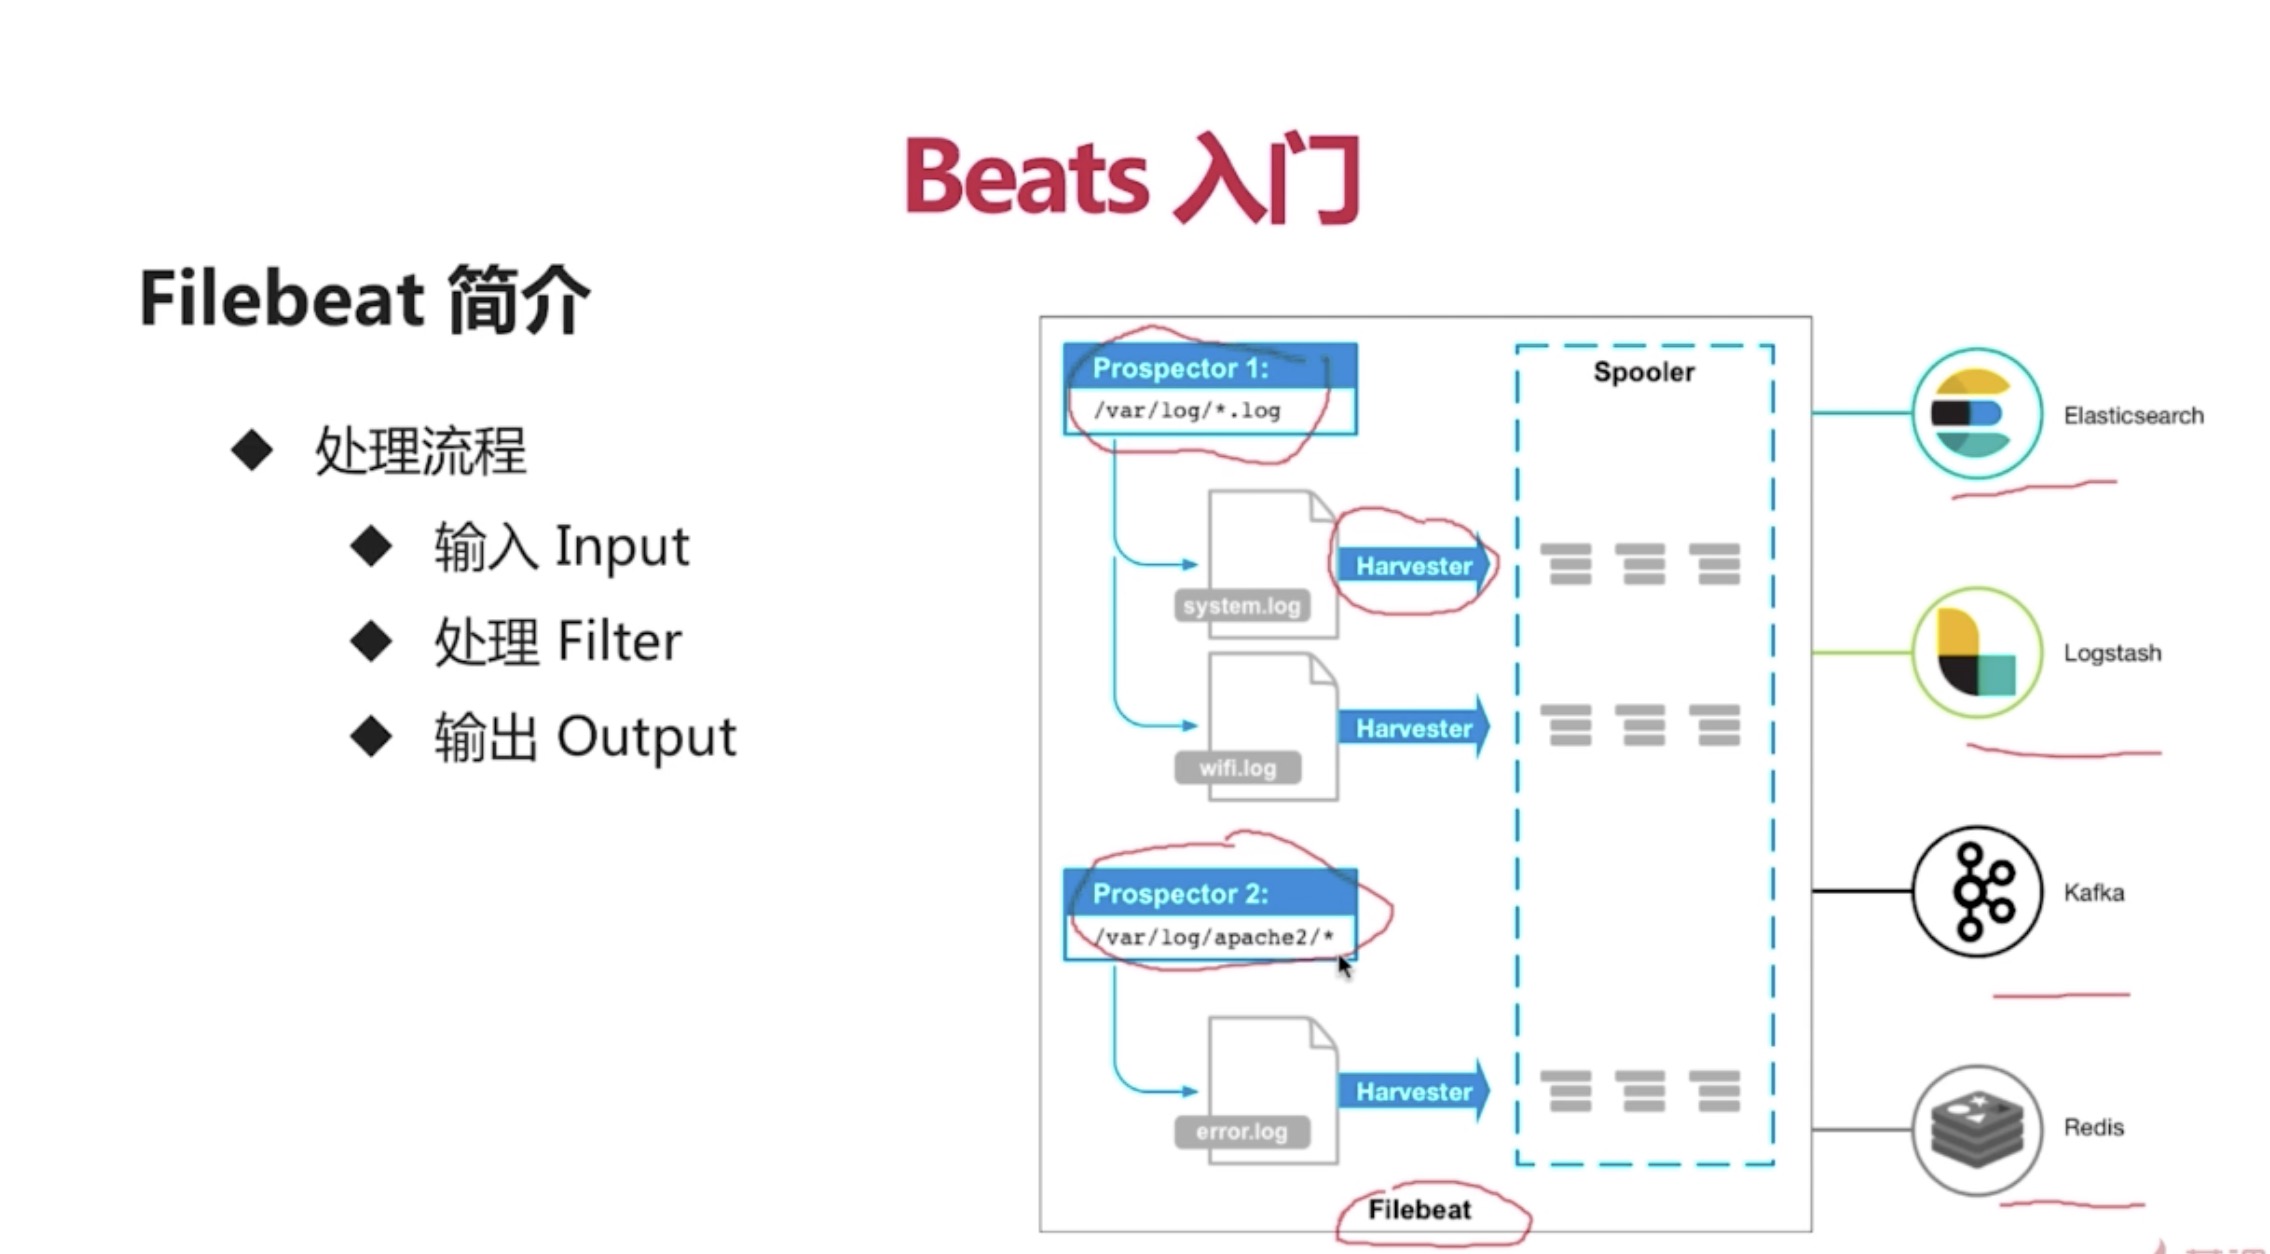 Beats 入门
Filebeat 简介
处理流程
输入 Input
处理 Filter
输出 Output
Prospector 1:
/var/log/*.log
system.log
Harvester
wifi.log
Harvester
Prospector 2:
/var/log/apache2/*
error.log
Harvester
Spooler
Filebeat
Elasticsearch
Logstash
Kafka
Redis